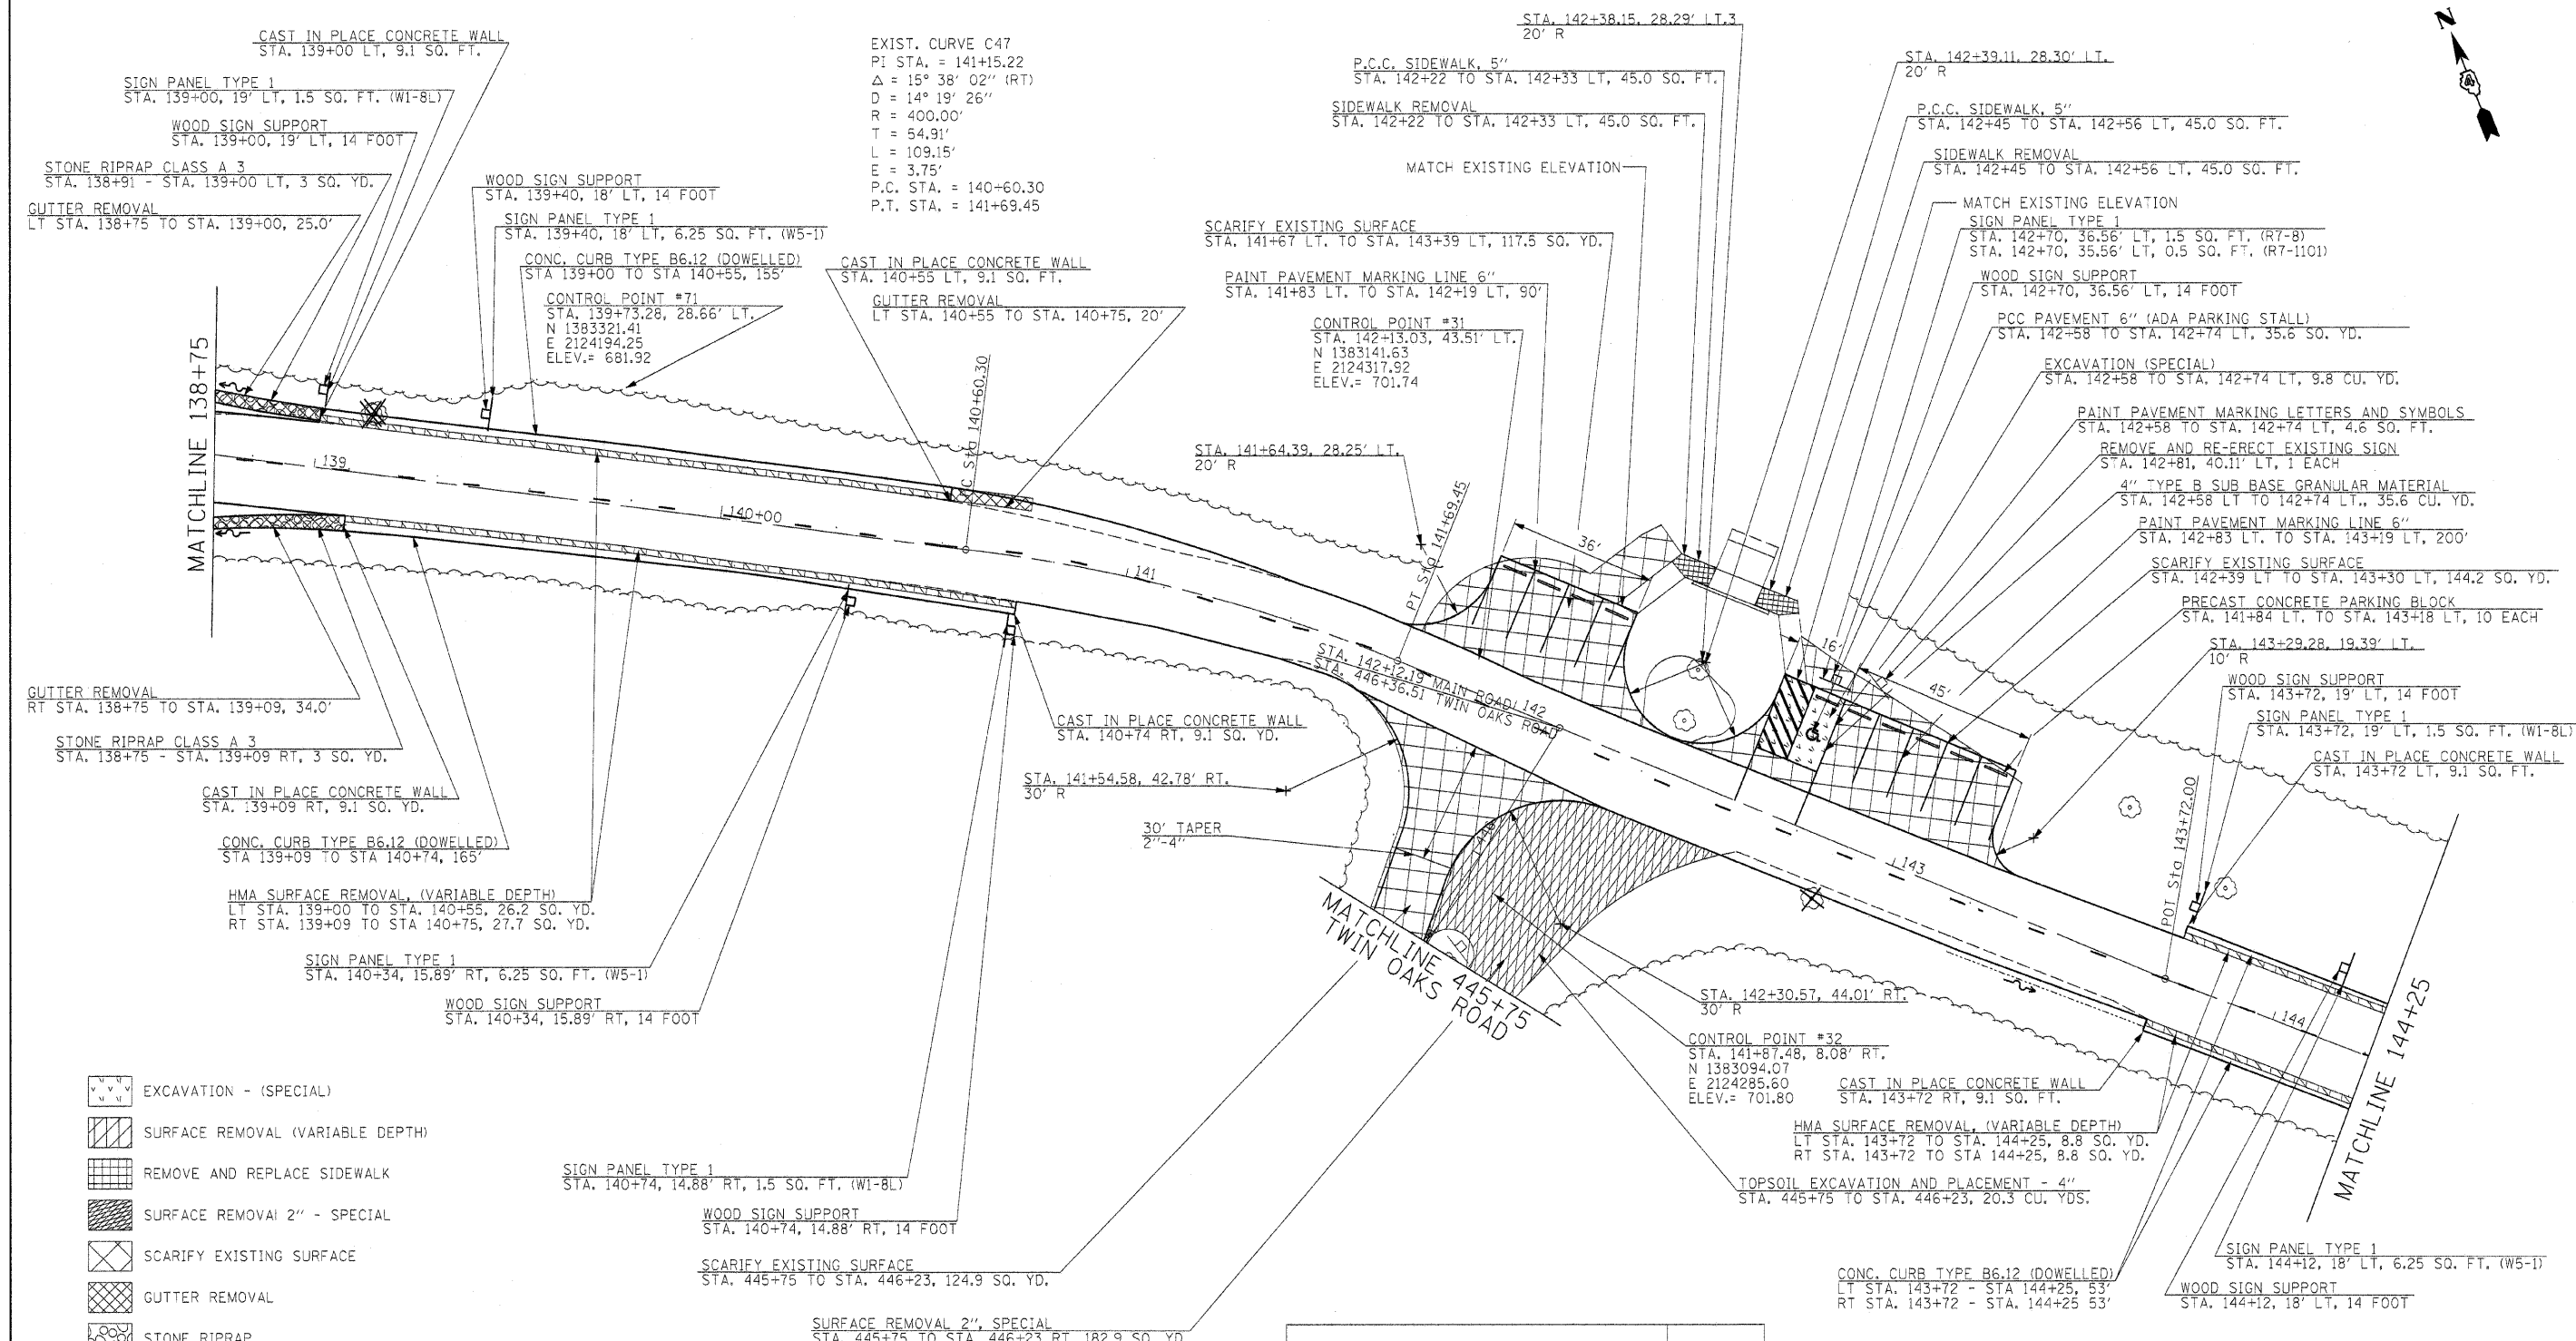 CAST IN PLACE CONCRETE WALL
STA. 139+00 LT, 9.1 SQ. FT.
SIGN PANEL TYPE 1
STA. 139+00, 19' LT, 1.5 SQ. FT. (W1-8L)
WOOD SIGN SUPPORT
STA. 139+00, 19' LT, 14 FOOT
STONE RIPRAP CLASS A 3
STA. 138+91 - STA. 139+00 LT, 3 SQ. YD.
GUTTER REMOVAL
LT STA. 138+75 TO STA. 139+00, 25.0'
WOOD SIGN SUPPORT
STA. 139+40, 18' LT, 14 FOOT
SIGN PANEL TYPE 1
STA. 139+40, 18' LT, 6.25 SQ. FT. (W5-1)
CONC. CURB TYPE B6.12 (DOWELLED)
STA 139+00 TO STA 140+55, 155'
CONTROL POINT #71
STA. 139+73.28, 28.66' LT.
N 1383321.41
E 2124194.25
ELEV.= 681.92
EXIST. CURVE C47
PI STA. = 141+15.22
Δ = 15° 38' 02" (RT)
D = 14° 19' 26"
R = 400.00'
T = 54.91'
L = 109.15'
E = 3.75'
P.C. STA. = 140+60.30
P.T. STA. = 141+69.45
CAST IN PLACE CONCRETE WALL
STA. 140+55 LT, 9.1 SQ. FT.
GUTTER REMOVAL
LT STA. 140+55 TO STA. 140+75, 20'
STA. 142+38.15, 28.29' LT.3
20' R
P.C.C. SIDEWALK, 5"
STA. 142+22 TO STA. 142+33 LT, 45.0 SQ. FT.
SIDEWALK REMOVAL
STA. 142+22 TO STA. 142+33 LT, 45.0 SQ. FT.
MATCH EXISTING ELEVATION
SCARIFY EXISTING SURFACE
STA. 141+67 LT. TO STA. 143+39 LT, 117.5 SQ. YD.
PAINT PAVEMENT MARKING LINE 6"
STA. 141+83 LT. TO STA. 142+19 LT, 90'
CONTROL POINT #31
STA. 142+13.03, 43.51' LT.
N 1383141.63
E 2124317.92
ELEV.= 701.74
STA. 141+64.39, 28.25' LT.
20' R
N
STA. 142+39.11, 28.30' LT.
20' R
P.C.C. SIDEWALK, 5"
STA. 142+45 TO STA. 142+56 LT, 45.0 SQ. FT.
SIDEWALK REMOVAL
STA. 142+45 TO STA. 142+56 LT, 45.0 SQ. FT.
MATCH EXISTING ELEVATION
SIGN PANEL TYPE 1
STA. 142+70, 36.56' LT, 1.5 SQ. FT. (R7-8)
STA. 142+70, 35.56' LT, 0.5 SQ. FT. (R7-1101)
WOOD SIGN SUPPORT
STA. 142+70, 36.56' LT, 14 FOOT
PCC PAVEMENT 6" (ADA PARKING STALL)
STA. 142+58 TO STA. 142+74 LT, 35.6 SQ. YD.
EXCAVATION (SPECIAL)
STA. 142+58 TO STA. 142+74 LT, 9.8 CU. YD.
PAINT PAVEMENT MARKING LETTERS AND SYMBOLS
STA. 142+58 TO STA. 142+74 LT, 4.6 SQ. FT.
REMOVE AND RE-ERECT EXISTING SIGN
STA. 142+81, 40.11' LT, 1 EACH
4" TYPE B SUB BASE GRANULAR MATERIAL
STA. 142+58 LT TO 142+74 LT., 35.6 CU. YD.
PAINT PAVEMENT MARKING LINE 6"
STA. 142+83 LT. TO STA. 143+19 LT, 200'
SCARIFY EXISTING SURFACE
STA. 142+39 LT TO STA. 143+30 LT, 144.2 SQ. YD.
PRECAST CONCRETE PARKING BLOCK
STA. 141+84 LT. TO STA. 143+18 LT, 10 EACH
STA. 143+29.28, 19.39' LT.
10' R
WOOD SIGN SUPPORT
STA. 143+72, 19' LT, 14 FOOT
SIGN PANEL TYPE 1
STA. 143+72, 19' LT, 1.5 SQ. FT. (W1-8L)
CAST IN PLACE CONCRETE WALL
STA. 143+72 LT, 9.1 SQ. FT.
MATCHLINE 138+75
139
140+00
PC Sta 140+60.30
141
PT Sta 141+69.45
36'
16'
45'
STA. 142+12.19 MAIN ROAD
STA. 446+36.51 TWIN OAKS ROAD
142
143
POT Sta 143+72.00
144
MATCHLINE 144+25
446
MATCHLINE 445+75
TWIN OAKS ROAD
GUTTER REMOVAL
RT STA. 138+75 TO STA. 139+09, 34.0'
STONE RIPRAP CLASS A 3
STA. 138+75 - STA. 139+09 RT, 3 SQ. YD.
CAST IN PLACE CONCRETE WALL
STA. 139+09 RT, 9.1 SQ. YD.
CONC. CURB TYPE B6.12 (DOWELLED)
STA 139+09 TO STA 140+74, 165'
HMA SURFACE REMOVAL, (VARIABLE DEPTH)
LT STA. 139+00 TO STA. 140+55, 26.2 SQ. YD.
RT STA. 139+09 TO STA 140+75, 27.7 SQ. YD.
SIGN PANEL TYPE 1
STA. 140+34, 15.89' RT, 6.25 SQ. FT. (W5-1)
WOOD SIGN SUPPORT
STA. 140+34, 15.89' RT, 14 FOOT
CAST IN PLACE CONCRETE WALL
STA. 140+74 RT, 9.1 SQ. YD.
STA. 141+54.58, 42.78' RT.
30' R
30' TAPER
2"-4"
STA. 142+30.57, 44.01' RT.
30' R
CONTROL POINT #32
STA. 141+87.48, 8.08' RT.
N 1383094.07
E 2124285.60
ELEV.= 701.80
CAST IN PLACE CONCRETE WALL
STA. 143+72 RT, 9.1 SQ. FT.
HMA SURFACE REMOVAL, (VARIABLE DEPTH)
LT STA. 143+72 TO STA. 144+25, 8.8 SQ. YD.
RT STA. 143+72 TO STA 144+25, 8.8 SQ. YD.
TOPSOIL EXCAVATION AND PLACEMENT - 4"
STA. 445+75 TO STA. 446+23, 20.3 CU. YDS.
SIGN PANEL TYPE 1
STA. 144+12, 18' LT, 6.25 SQ. FT. (W5-1)
CONC. CURB TYPE B6.12 (DOWELLED)
LT STA. 143+72 - STA 144+25, 53'
RT STA. 143+72 - STA. 144+25 53'
WOOD SIGN SUPPORT
STA. 144+12, 18' LT, 14 FOOT
SIGN PANEL TYPE 1
STA. 140+74, 14.88' RT, 1.5 SQ. FT. (W1-8L)
WOOD SIGN SUPPORT
STA. 140+74, 14.88' RT, 14 FOOT
SCARIFY EXISTING SURFACE
STA. 445+75 TO STA. 446+23, 124.9 SQ. YD.
SURFACE REMOVAL 2", SPECIAL
STA. 445+75 TO STA. 446+23 RT, 182.9 SQ. YD.
EXCAVATION - (SPECIAL)
SURFACE REMOVAL (VARIABLE DEPTH)
REMOVE AND REPLACE SIDEWALK
SURFACE REMOVAL 2" - SPECIAL
SCARIFY EXISTING SURFACE
GUTTER REMOVAL
STONE RIPRAP